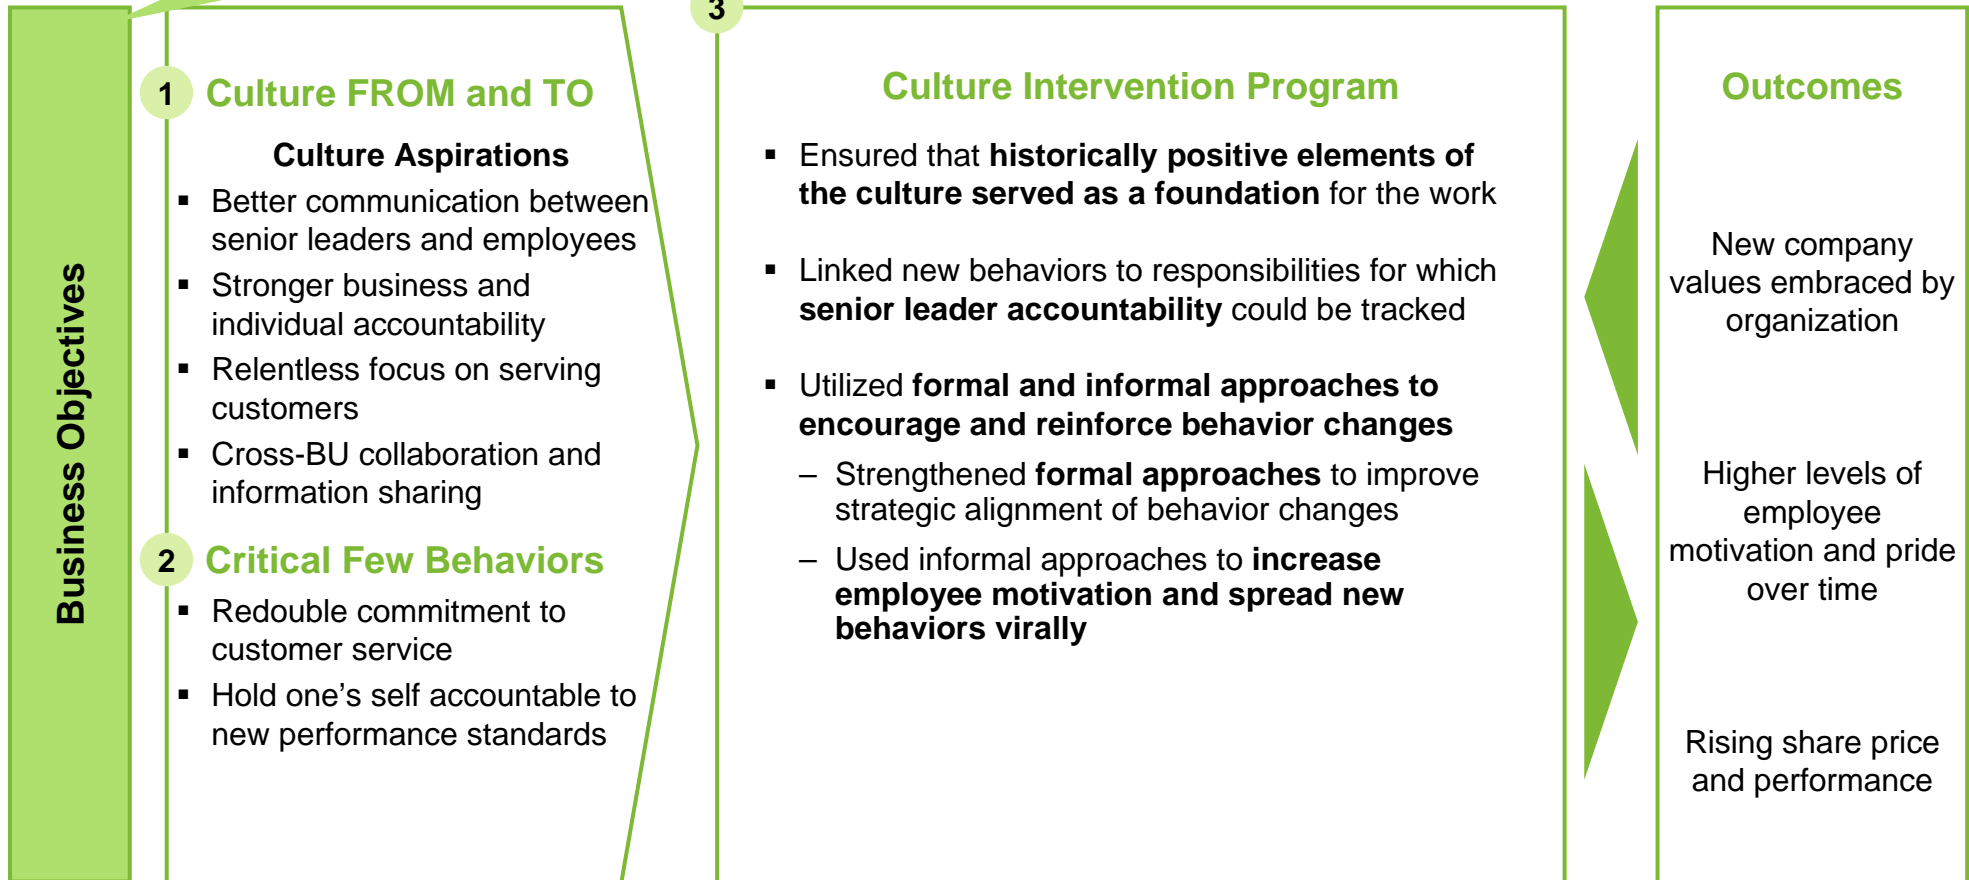 Business Objectives
1
Culture FROM and TO
Culture Aspirations
▪ Better communication between
senior leaders and employees
▪ Stronger business and
individual accountability
▪ Relentless focus on serving
customers
▪ Cross-BU collaboration and
information sharing
2
Critical Few Behaviors
▪ Redouble commitment to
customer service
▪ Hold one’s self accountable to
new performance standards
3
Culture Intervention Program
▪ Ensured that historically positive elements of
the culture served as a foundation for the work
▪ Linked new behaviors to responsibilities for which
senior leader accountability could be tracked
▪ Utilized formal and informal approaches to
encourage and reinforce behavior changes
– Strengthened formal approaches to improve
strategic alignment of behavior changes
– Used informal approaches to increase
employee motivation and spread new
behaviors virally
Outcomes
New company
values embraced by
organization
Higher levels of
employee
motivation and pride
over time
Rising share price
and performance